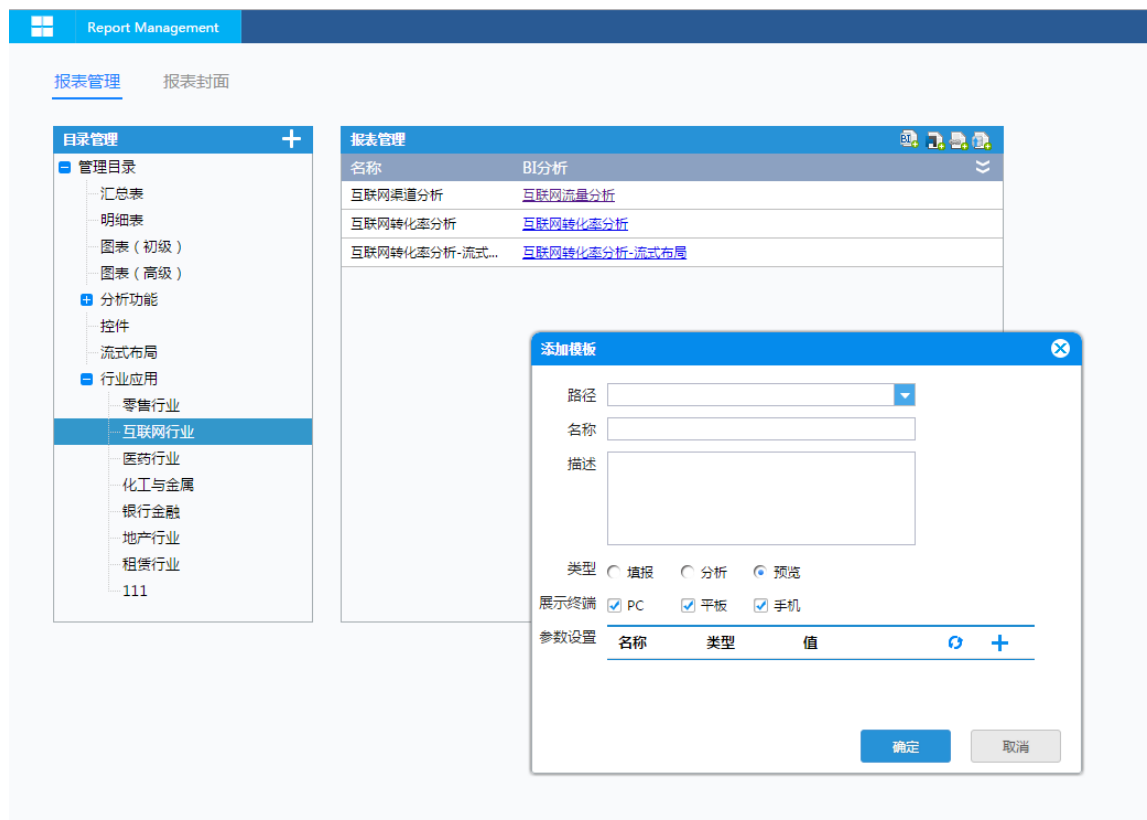 Report Management
报表管理 报表封面
目录管理
管理目录
汇总表
明细表
图表（初级）
图表（高级）
分析功能
控件
流式布局
行业应用
零售行业
互联网行业
医药行业
化工与金属
银行金融
地产行业
租赁行业
111
报表管理
BI
名称 BI分析
互联网渠道分析 互联网流量分析
互联网转化率分析 互联网转化率分析
互联网转化率分析-流式... 互联网转化率分析-流式布局
添加模板
路径
名称
描述
类型 填报 分析 预览
展示终端 PC 平板 手机
参数设置 名称 类型 值
确定 取消